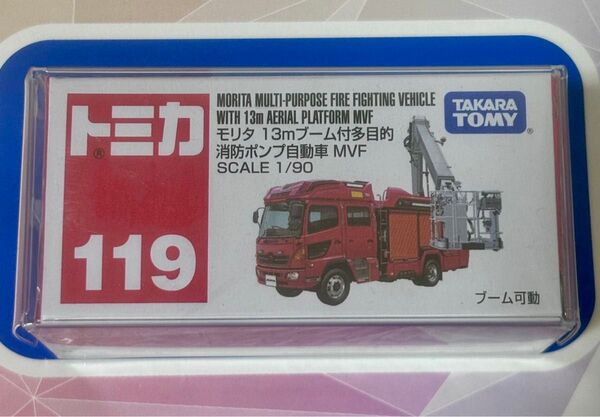 トミカ
®
119
MORITA MULTI-PURPOSE FIRE FIGHTING VEHICLE
WITH 13m AERIAL PLATFORM MVF
モリタ 13mブーム付多目的
消防ポンプ自動車 MVF
SCALE 1/90
TAKARA
TOMY
ブーム可動